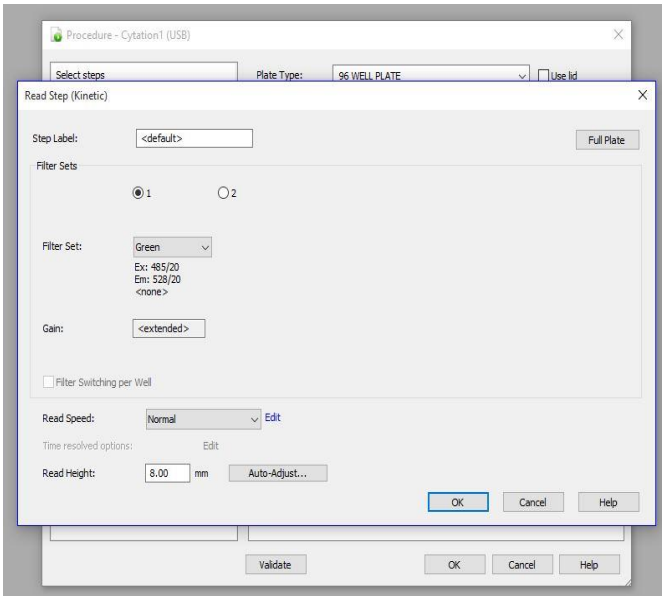 Procedure - Cytation1 (USB)
Select steps
Plate Type: 96 WELL PLATE Use lid
Read Step (Kinetic)
Step Label: <default> Full Plate
Filter Sets
1 2
Filter Set: Green
Ex: 485/20
Em: 528/20
<none>
Gain: <extended>
Filter Switching per Well
Read Speed: Normal Edit
Time resolved options: Edit
Read Height: 8.00 mm Auto-Adjust...
OK Cancel Help
Validate OK Cancel Help